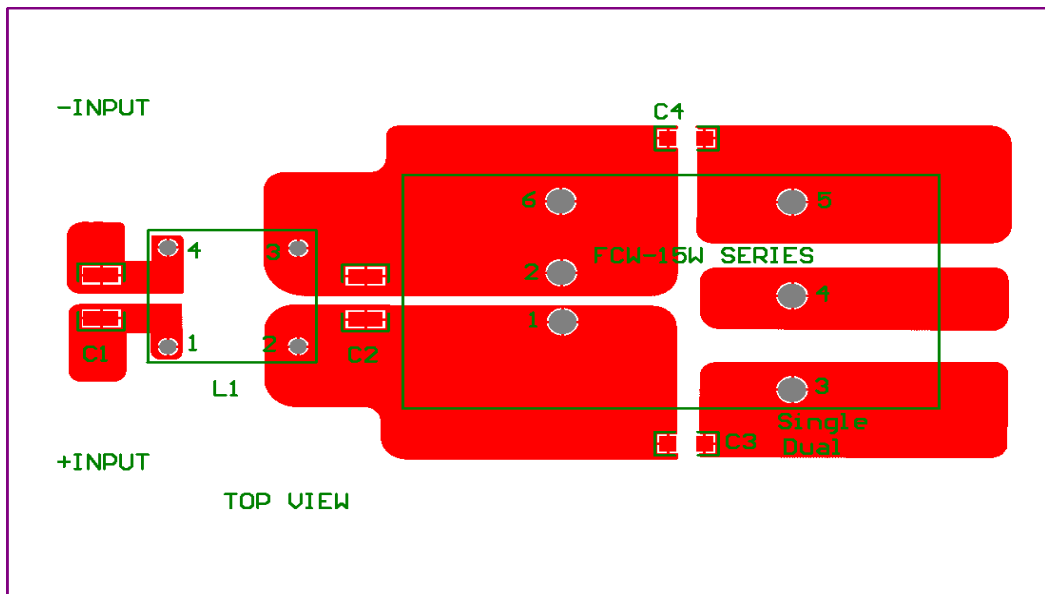 -INPUT
C4
6
5
4
3
FCW-15W SERIES
2
4
1
1
2
C1
C2
L1
3
Single
Dual
C3
+INPUT
TOP VIEW